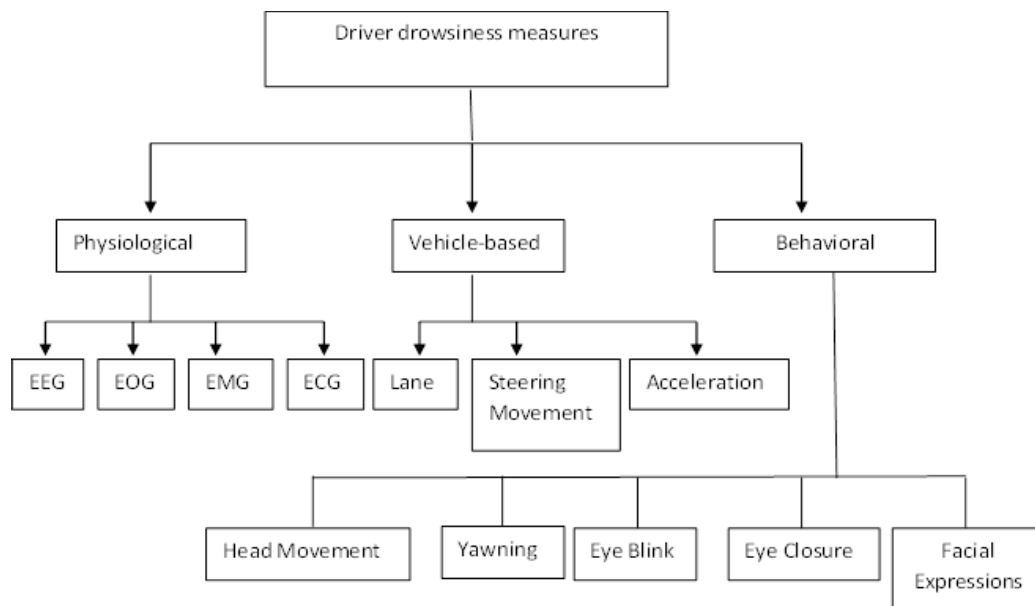 Driver drowsiness measures
Physiological
Vehicle-based
Behavioral
EEG
EOG
EMG
ECG
Lane
Steering
Movement
Acceleration
Head Movement
Yawning
Eye Blink
Eye Closure
Facial
Expressions